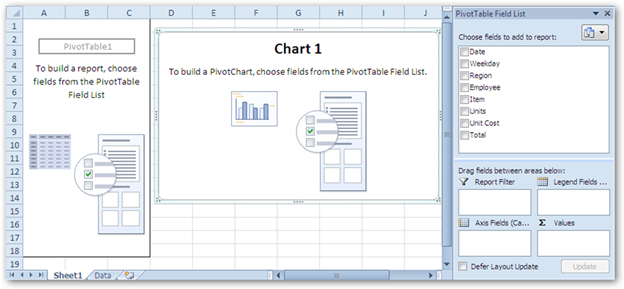 A B C D E F G H I J
PivotTable Field List
1
2
3
4
5
6
7
8
9
10
11
12
13
14
15
16
17
18
PivotTable1
To build a report, choose
fields from the PivotTable
Field List
Chart 1
To build a PivotChart, choose fields from the PivotTable Field List.
Choose fields to add to report:
Date
Weekday
Region
Employee
Item
Units
Unit Cost
Total
Drag fields between areas below:
Report Filter Legend Fields ...
Axis Fields (Ca... Σ Values
Defer Layout Update Update
Sheet1 Data